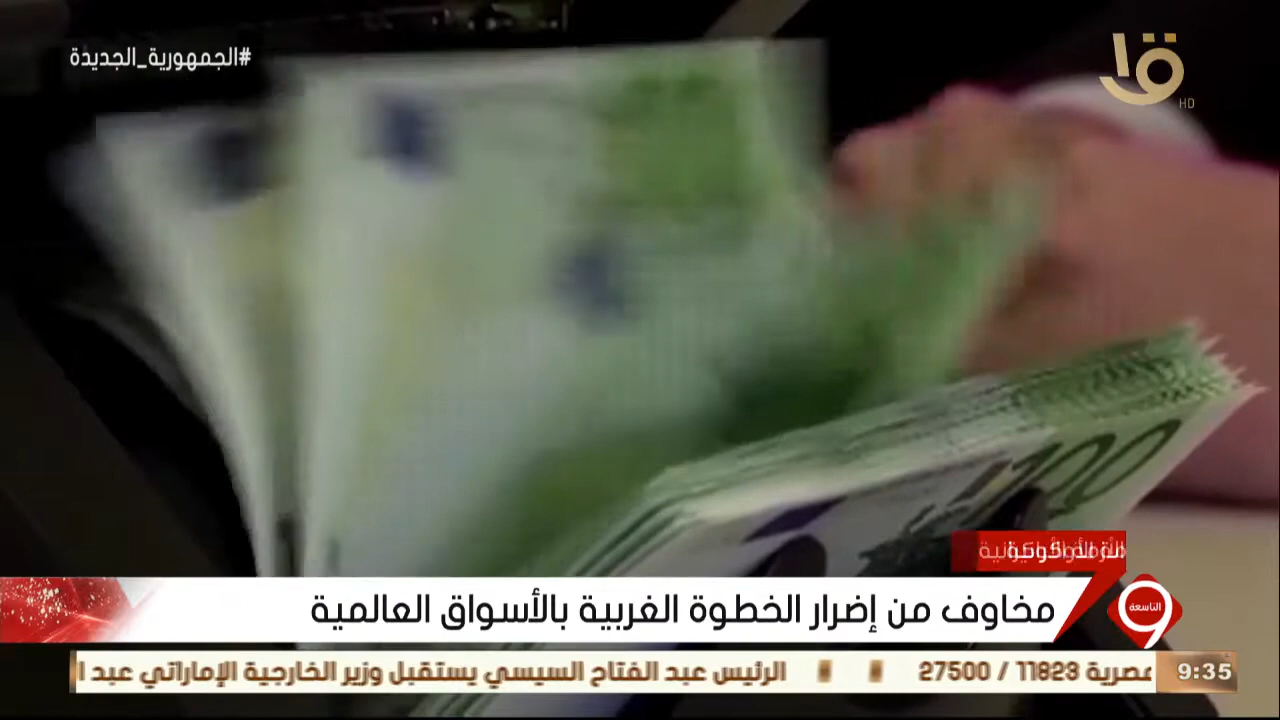 #الجمهورية_الجديدة
HD
100
مخاوف من إضرار الخطوة الغربية بالأسواق العالمية
التاسعة
9
9:35
عصرية 11823 / 27500 الرئيس عبد الفتاح السيسي يستقبل وزير الخارجية الإماراتي عبد ا